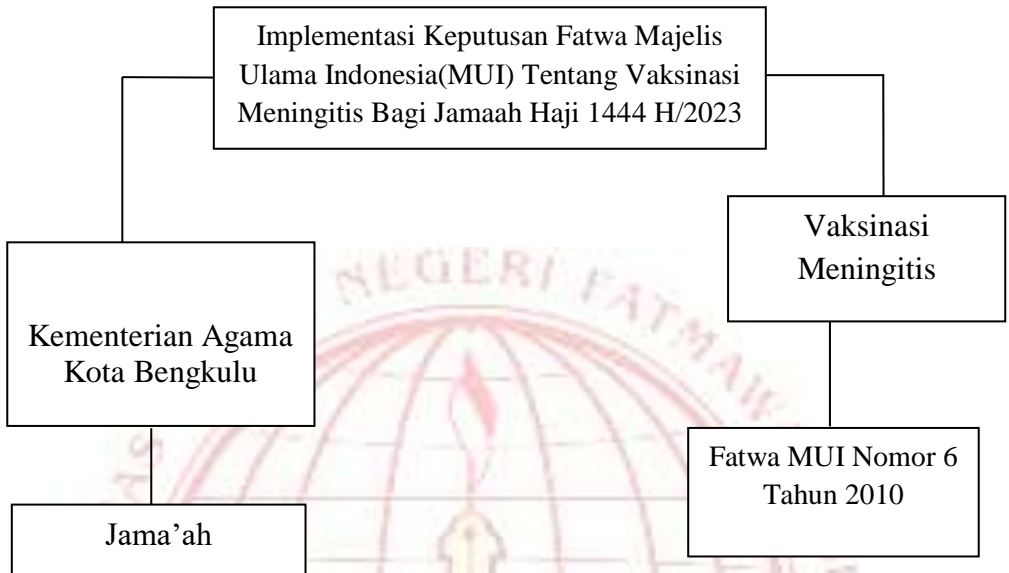 Implementasi Keputusan Fatwa Majelis
Ulama Indonesia(MUI) Tentang Vaksinasi
Meningitis Bagi Jamaah Haji 1444 H/2023
Vaksinasi
Meningitis
Kementerian Agama
Kota Bengkulu
Fatwa MUI Nomor 6
Tahun 2010
Jama’ah
NEGERI